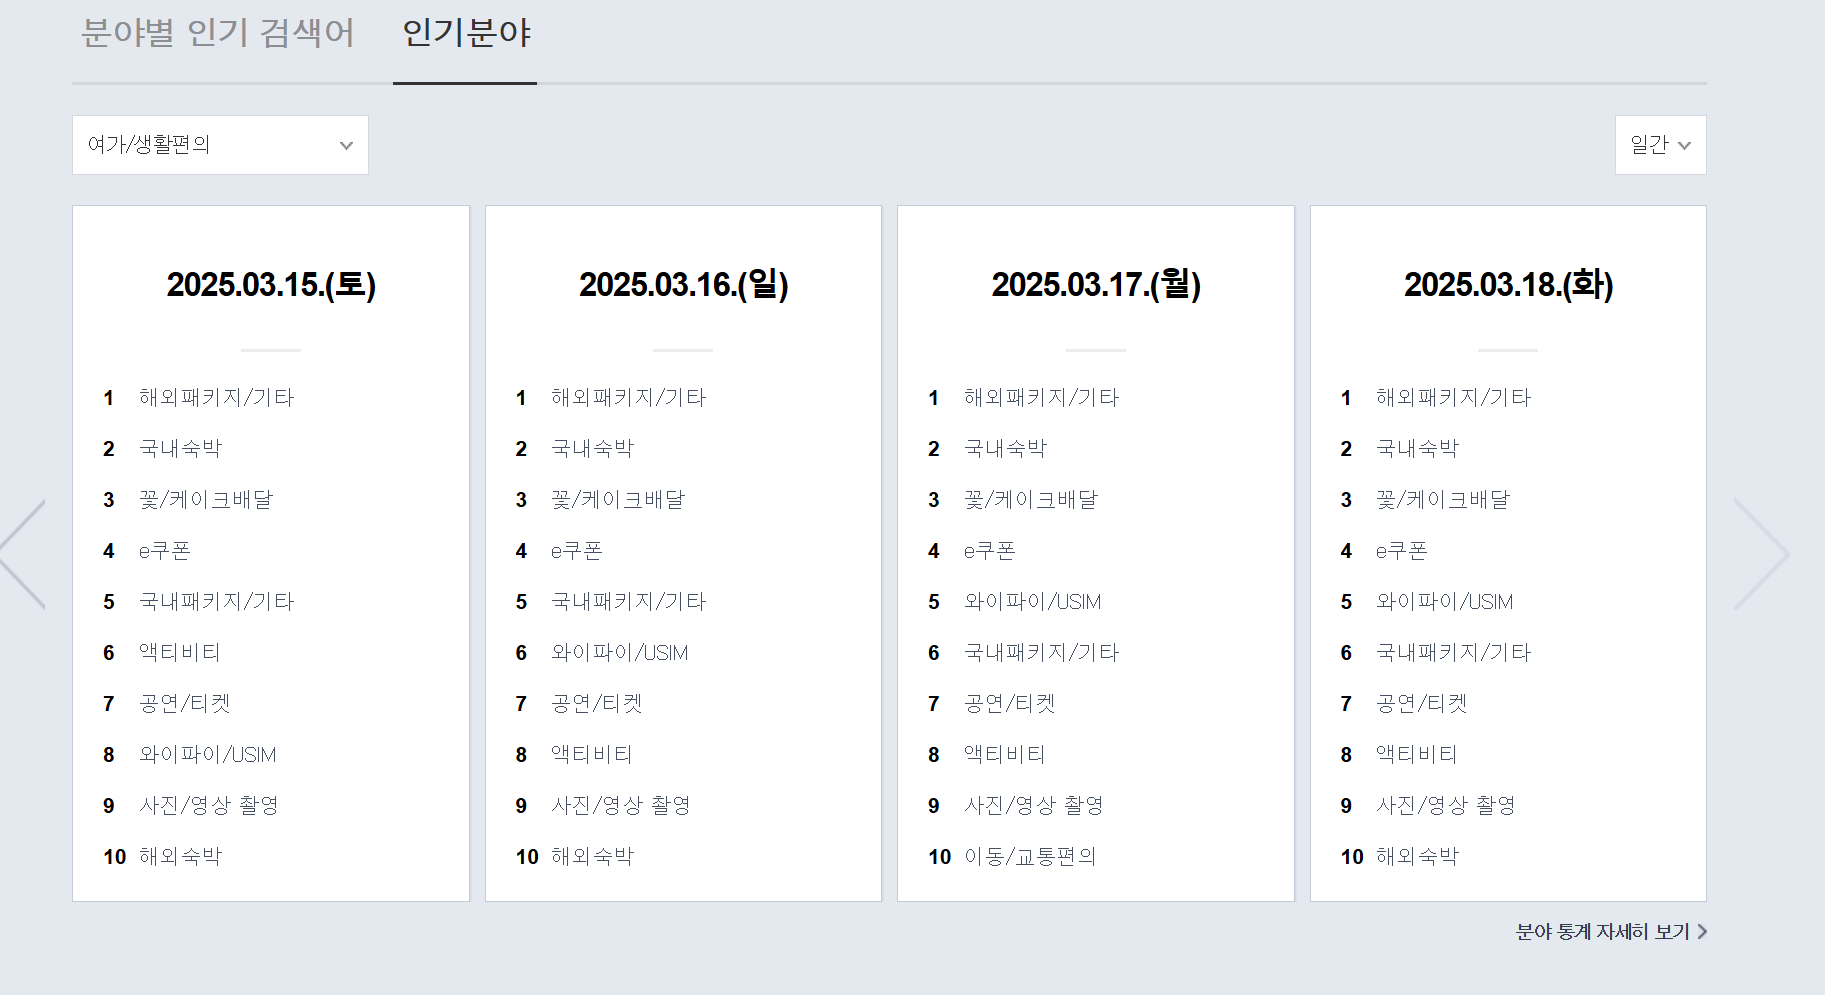 분야별 인기 검색어 인기분야
여가/생활편의 일간
2025.03.15.(토)
1 해외패키지/기타
2 국내숙박
3 꽃/케이크배달
4 e쿠폰
5 국내패키지/기타
6 액티비티
7 공연/티켓
8 와이파이/USIM
9 사진/영상 촬영
10 해외숙박
2025.03.16.(일)
1 해외패키지/기타
2 국내숙박
3 꽃/케이크배달
4 e쿠폰
5 국내패키지/기타
6 와이파이/USIM
7 공연/티켓
8 액티비티
9 사진/영상 촬영
10 해외숙박
2025.03.17.(월)
1 해외패키지/기타
2 국내숙박
3 꽃/케이크배달
4 e쿠폰
5 와이파이/USIM
6 국내패키지/기타
7 공연/티켓
8 액티비티
9 사진/영상 촬영
10 이동/교통편의
2025.03.18.(화)
1 해외패키지/기타
2 국내숙박
3 꽃/케이크배달
4 e쿠폰
5 와이파이/USIM
6 국내패키지/기타
7 공연/티켓
8 액티비티
9 사진/영상 촬영
10 해외숙박
분야 통계 자세히 보기